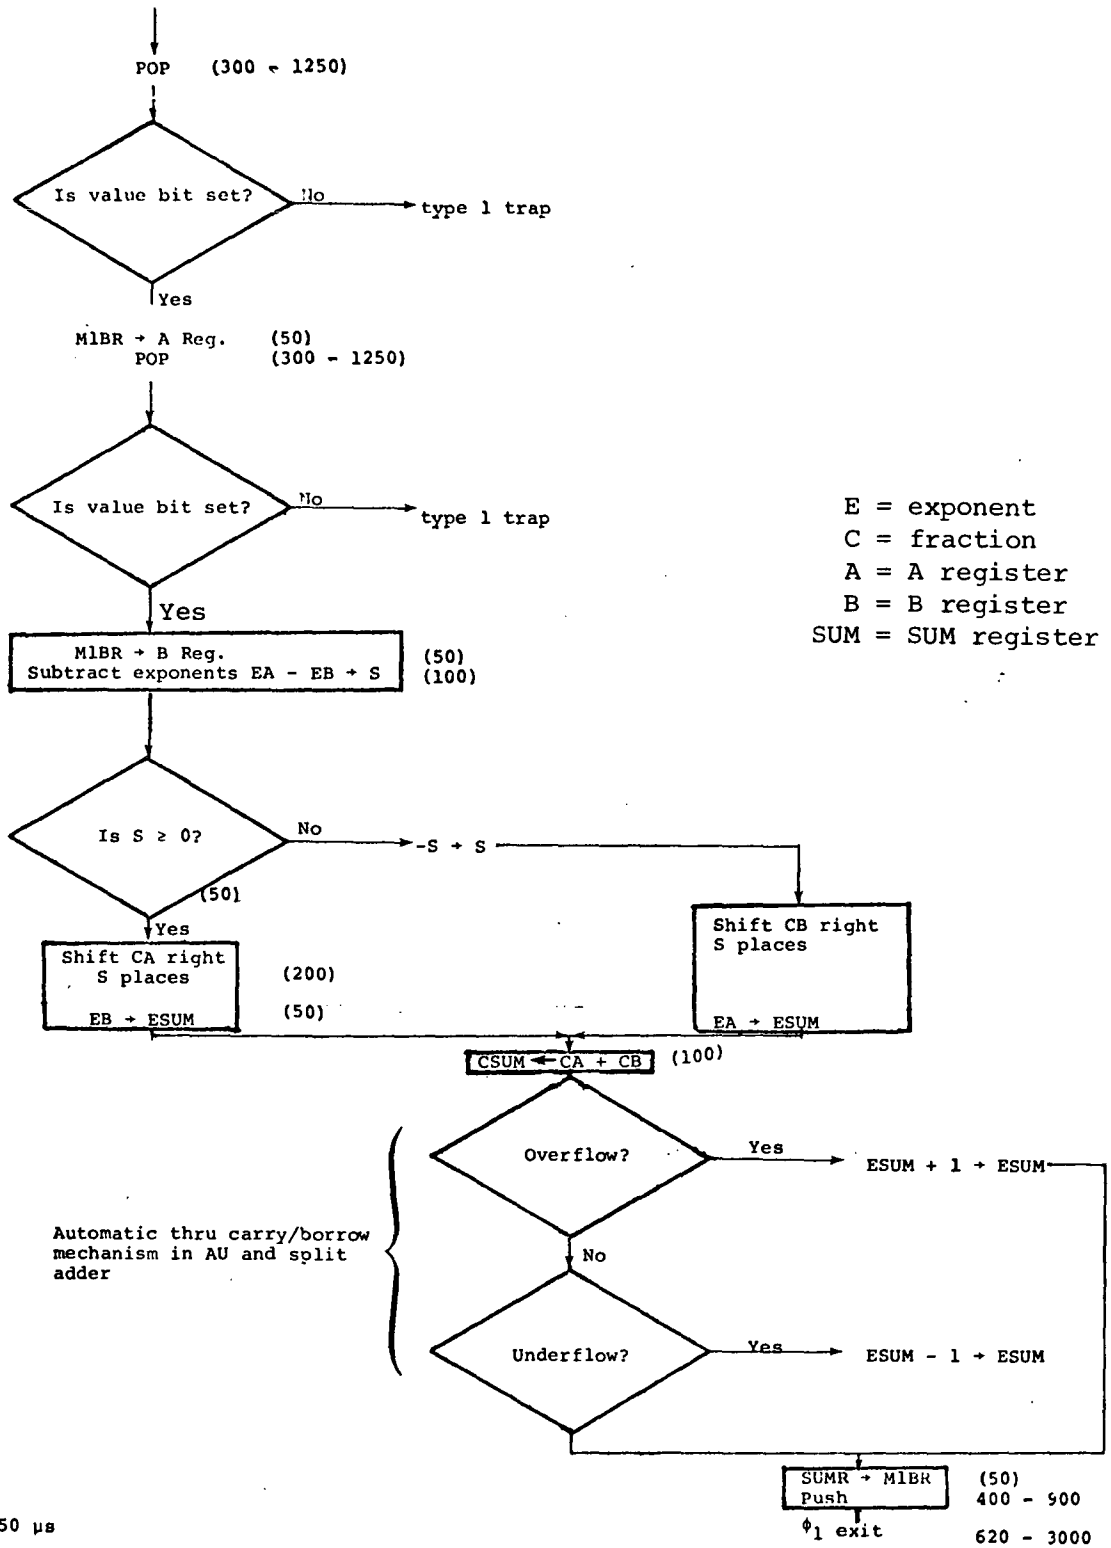 POP (300 - 1250)
Is value bit set?
No
type 1 trap
Yes
M1BR → A Reg. (50)
POP (300 - 1250)
Is value bit set?
No
type 1 trap
Yes
E = exponent
C = fraction
A = A register
B = B register
SUM = SUM register
M1BR → B Reg. (50)
Subtract exponents EA - EB → S (100)
Is S ≥ 0?
No
-S → S
(50)
Yes
Shift CA right
S places (200)
EB → ESUM (50)
Shift CB right
S places
EA → ESUM
CSUM ← CA + CB (100)
Overflow?
Yes
ESUM + 1 → ESUM
No
Automatic thru carry/borrow
mechanism in AU and split
adder
Underflow?
Yes
ESUM - 1 → ESUM
SUMR → M1BR (50)
Push 400 - 900
ϕ1 exit
620 - 3000
50 µs